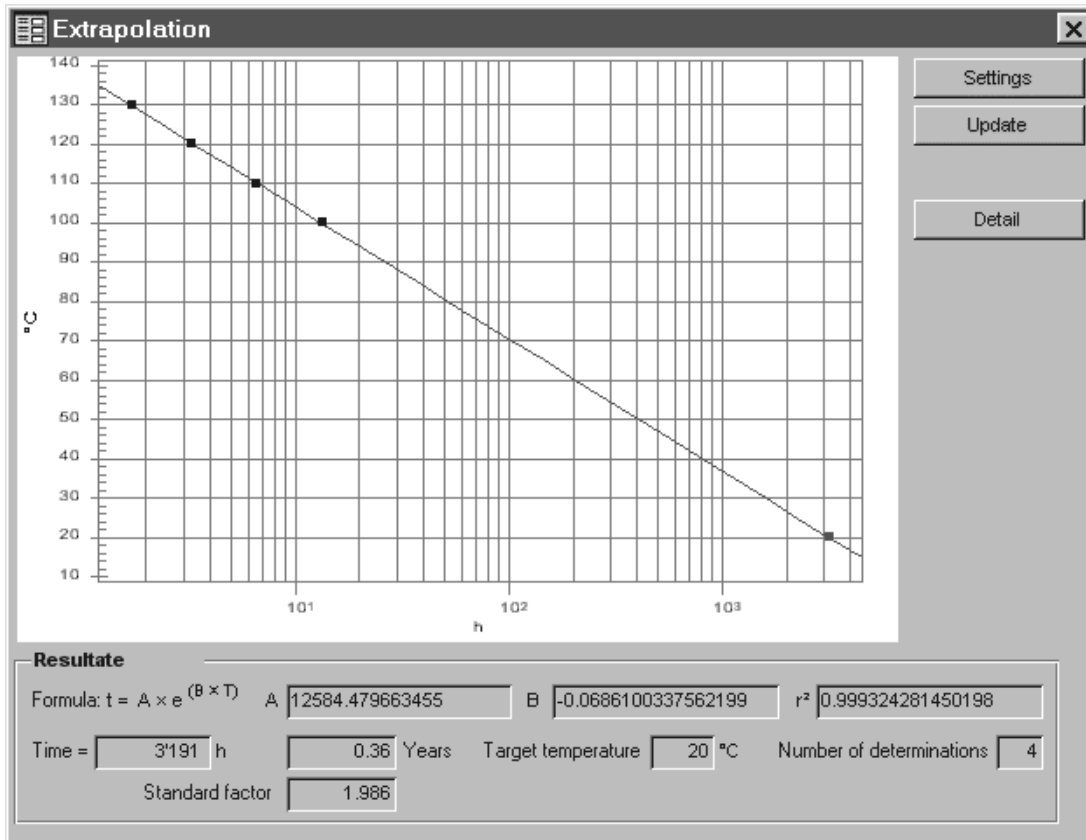 Extrapolation
140
130
120
110
100
90
80
70
60
50
40
30
20
10
°C
10¹ 10² 10³
h
Settings
Update
Detail
Resultate
Formula: t = A × e (B × T) A 12584.479663455 B -0.0686100337562199 r² 0.999324281450198
Time = 3'191 h 0.36 Years Target temperature 20 °C Number of determinations 4
Standard factor 1.986